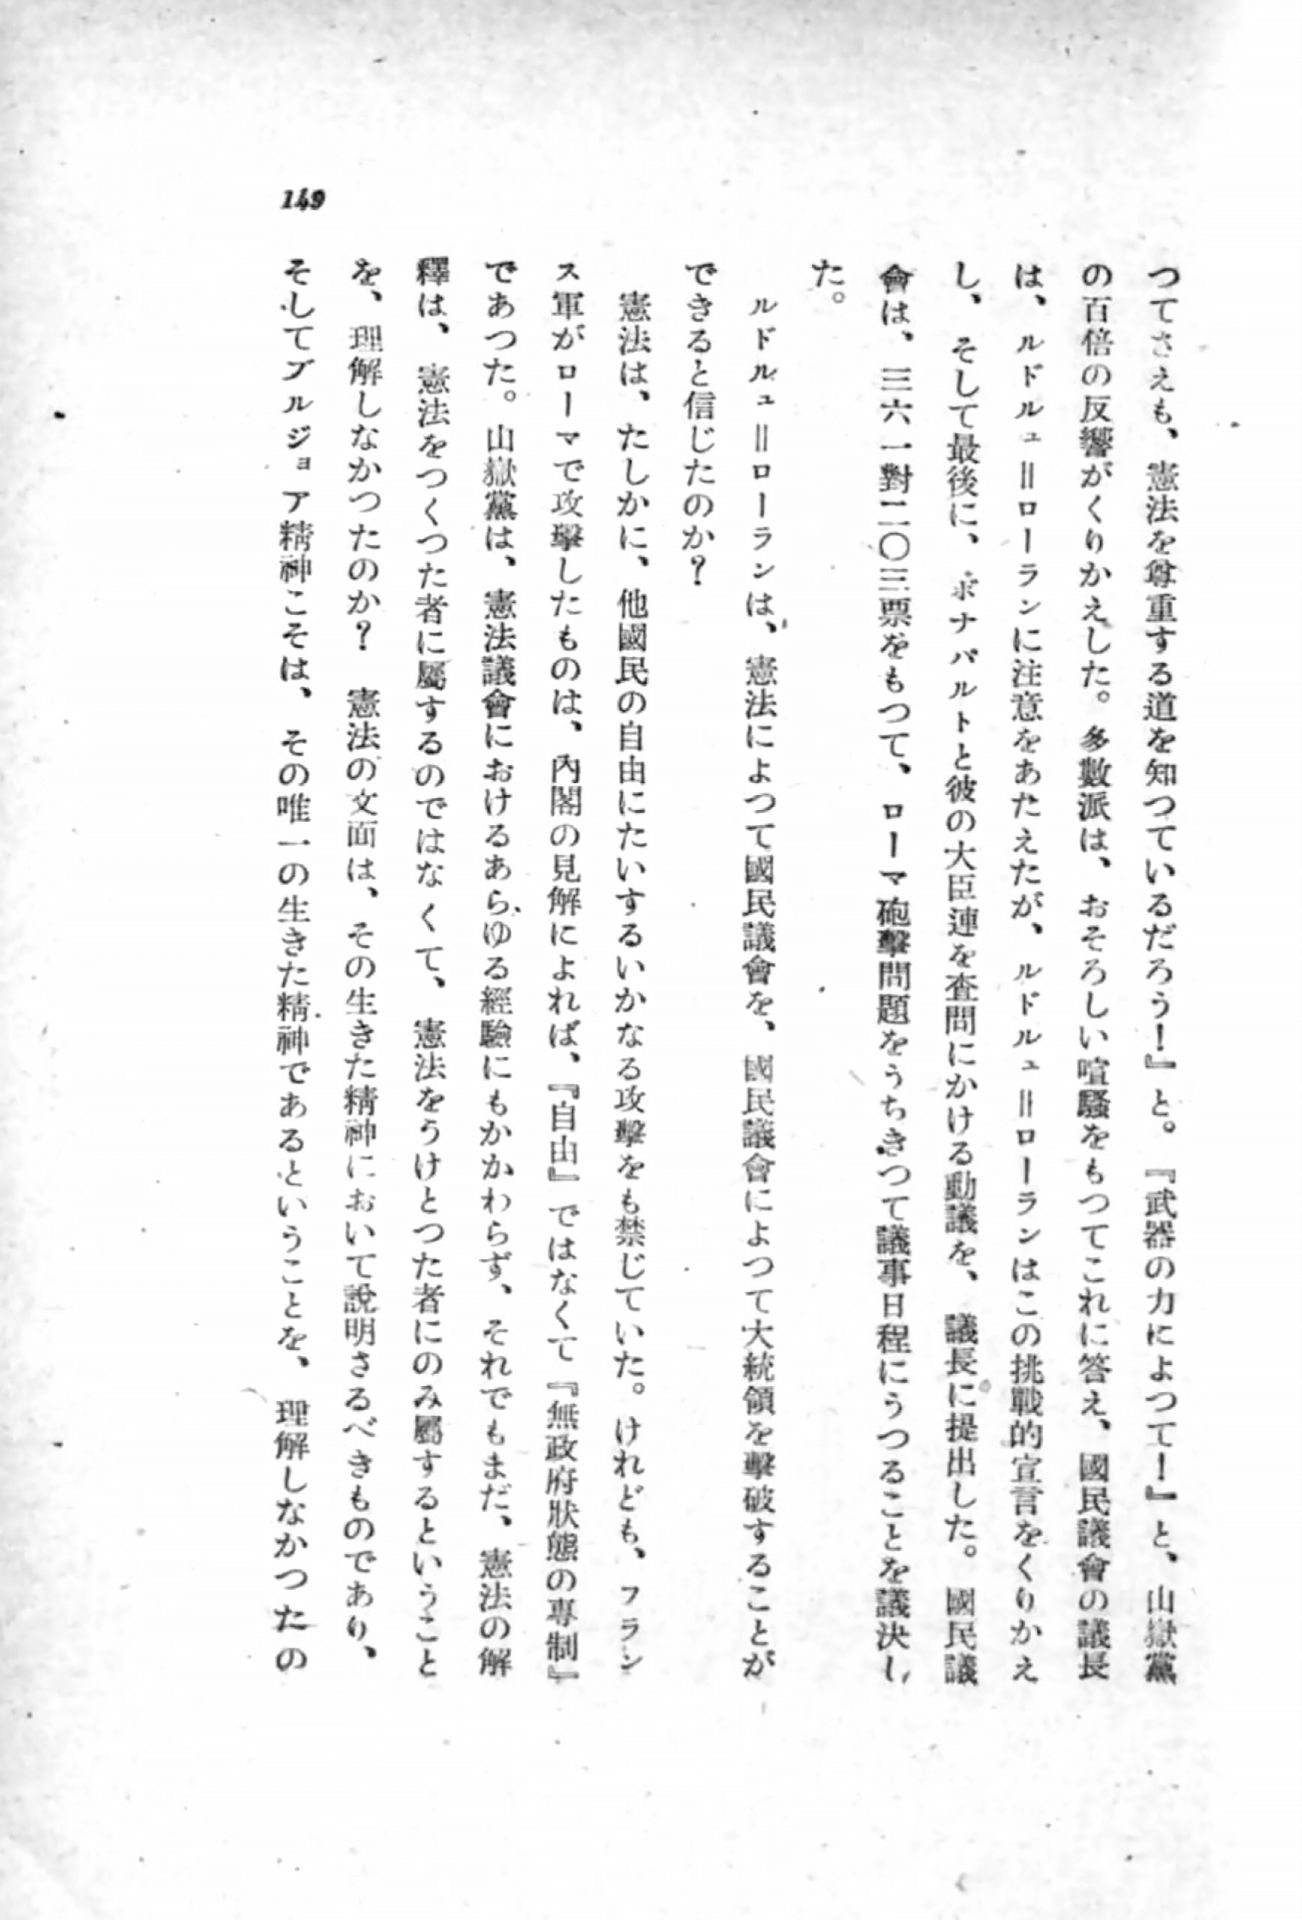 149
つてさえも、憲法を尊重する道を知つているだろう！』と。『武器の力によつて！』と、山嶽黨
の百倍の反響がくりかえした。多數派は、おそろしい喧騷をもつてこれに答え、國民議會の議長
は、ルドルュ＝ローランに注意をあたえたが、ルドルュ＝ローランはこの挑戰的宣言をくりかえ
し、そして最後に、ボナパルトと彼の大臣連を査問にかける動議を、議長に提出した。國民議
會は、三六一對二〇三票をもつて、ローマ砲擊問題をうちきつて議事日程にうつることを議決し
た。
ルドルュ＝ローランは、憲法によつて國民議會を、國民議會によつて大統領を擊破することが
できると信じたのか？
憲法は、たしかに、他國民の自由にたいするいかなる攻擊をも禁じていた。けれども、フラン
ス軍がローマで攻擊したものは、內閣の見解によれば、『自由』ではなくて『無政府狀態の專制』
であつた。山嶽黨は、憲法議會におけるあらゆる經驗にもかかわらず、それでもまだ、憲法の解
釋は、憲法をつくつた者に屬するのではなくて、憲法をうけとつた者にのみ屬するということ
を、理解しなかつたのか？　憲法の文面は、その生きた精神において說明さるべきものであり、
そしてブルジョア精神こそは、その唯一の生きた精神であるということを、理解しなかつたの